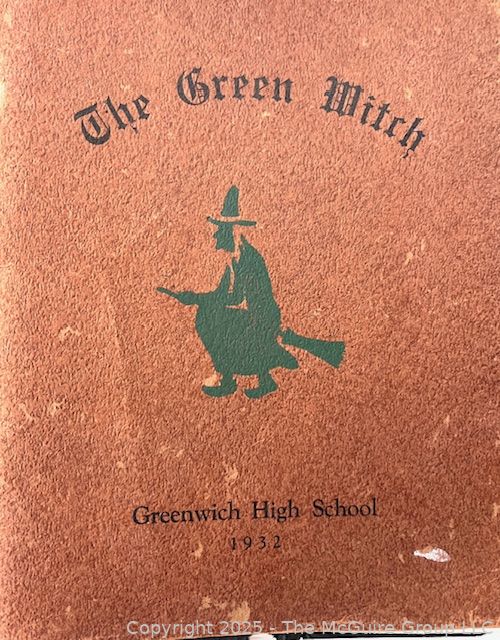 The Green Witch
Greenwich High School
1932
Copyright 2025 - The McGuire Group LLC